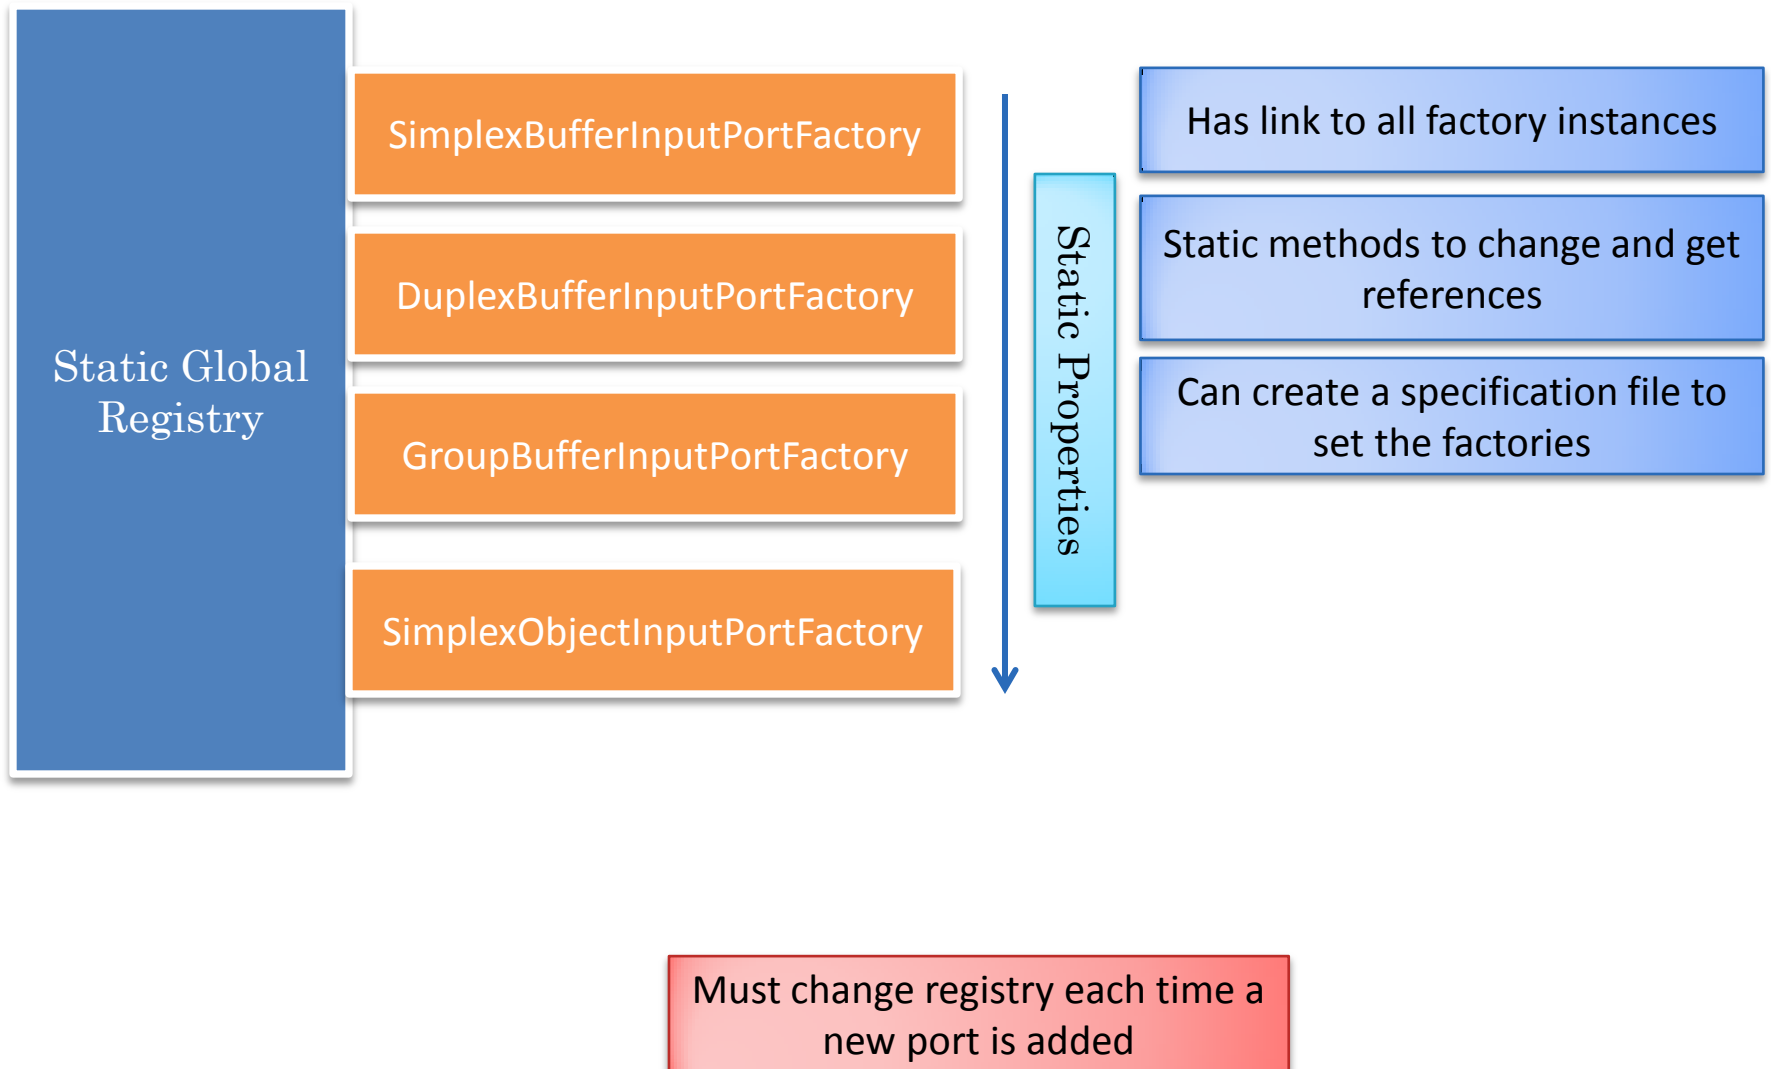 Static Global
Registry
SimplexBufferInputPortFactory
DuplexBufferInputPortFactory
GroupBufferInputPortFactory
SimplexObjectInputPortFactory
Static Properties
Has link to all factory instances
Static methods to change and get
references
Can create a specification file to
set the factories
Must change registry each time a
new port is added